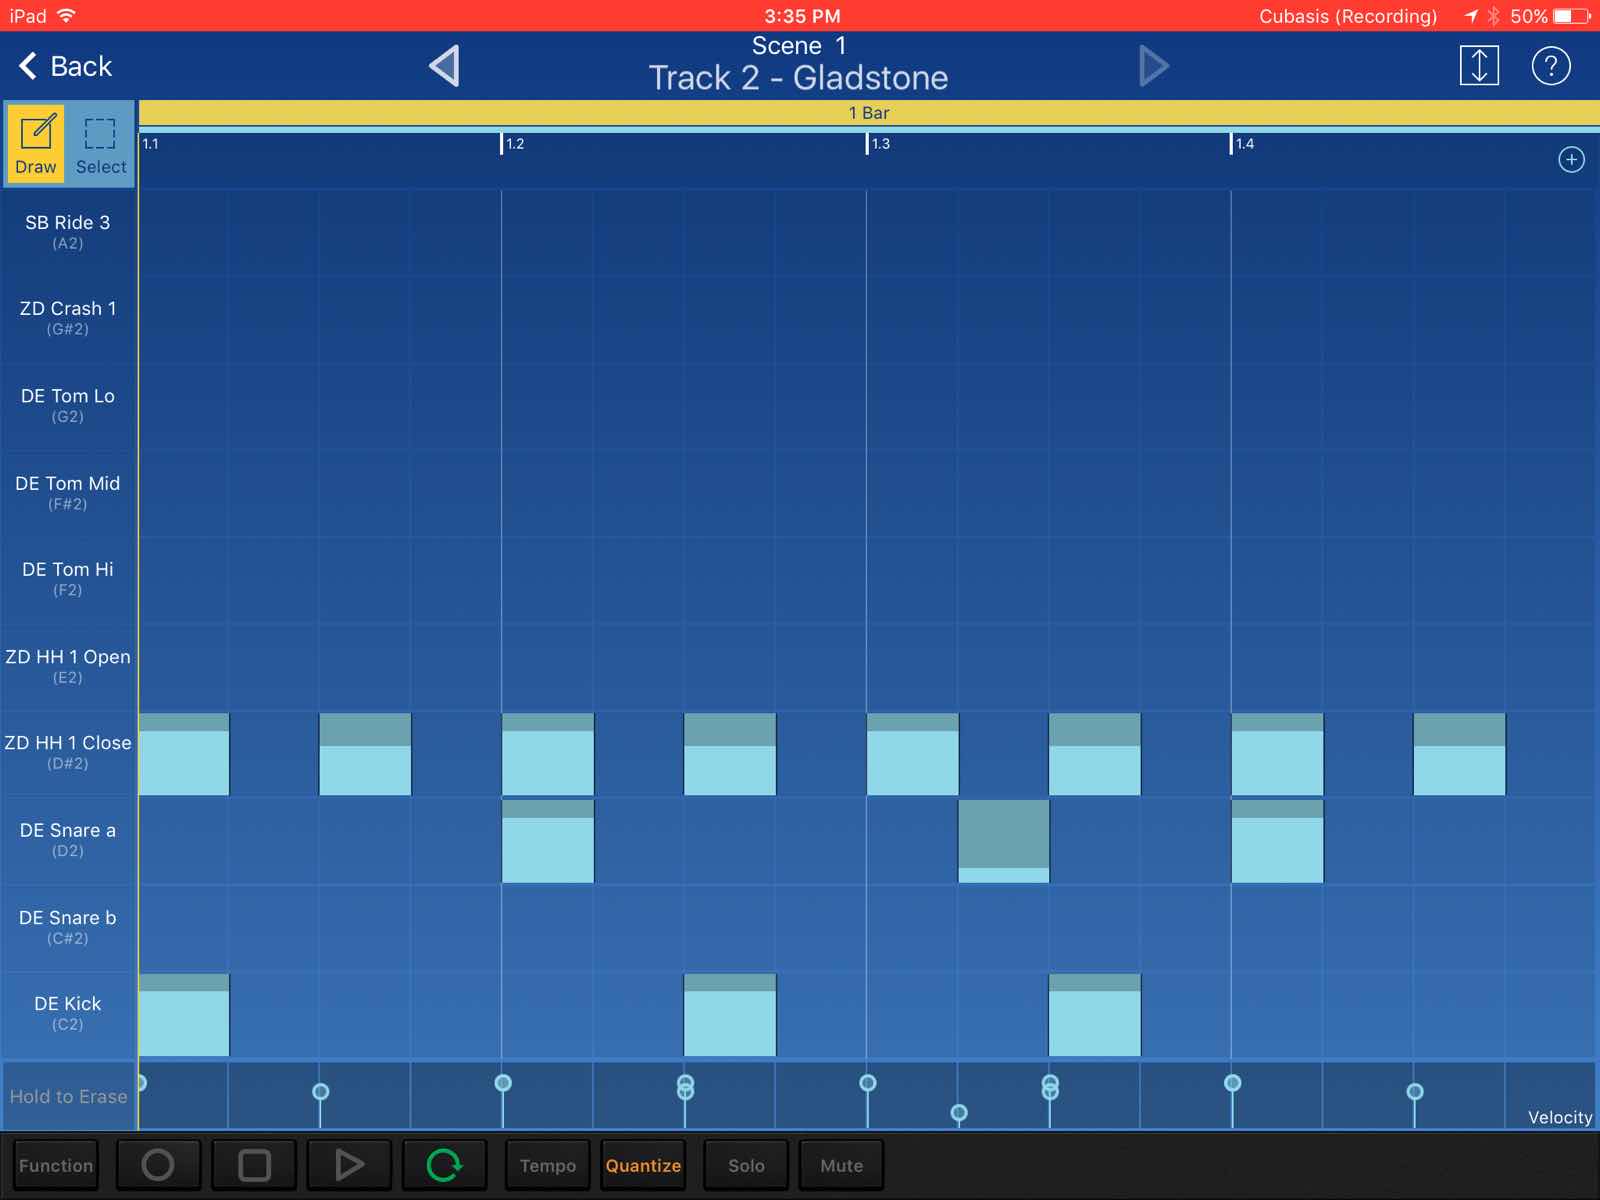 iPad 3:35 PM Cubasis (Recording) 50%
Back Scene 1 ?
Track 2 - Gladstone
1 Bar
1.1 1.2 1.3 1.4
Draw Select
SB Ride 3
(A2)
ZD Crash 1
(G#2)
DE Tom Lo
(G2)
DE Tom Mid
(F#2)
DE Tom Hi
(F2)
ZD HH 1 Open
(E2)
ZD HH 1 Close
(D#2)
DE Snare a
(D2)
DE Snare b
(C#2)
DE Kick
(C2)
Hold to Erase
Velocity
Function Tempo Quantize Solo Mute